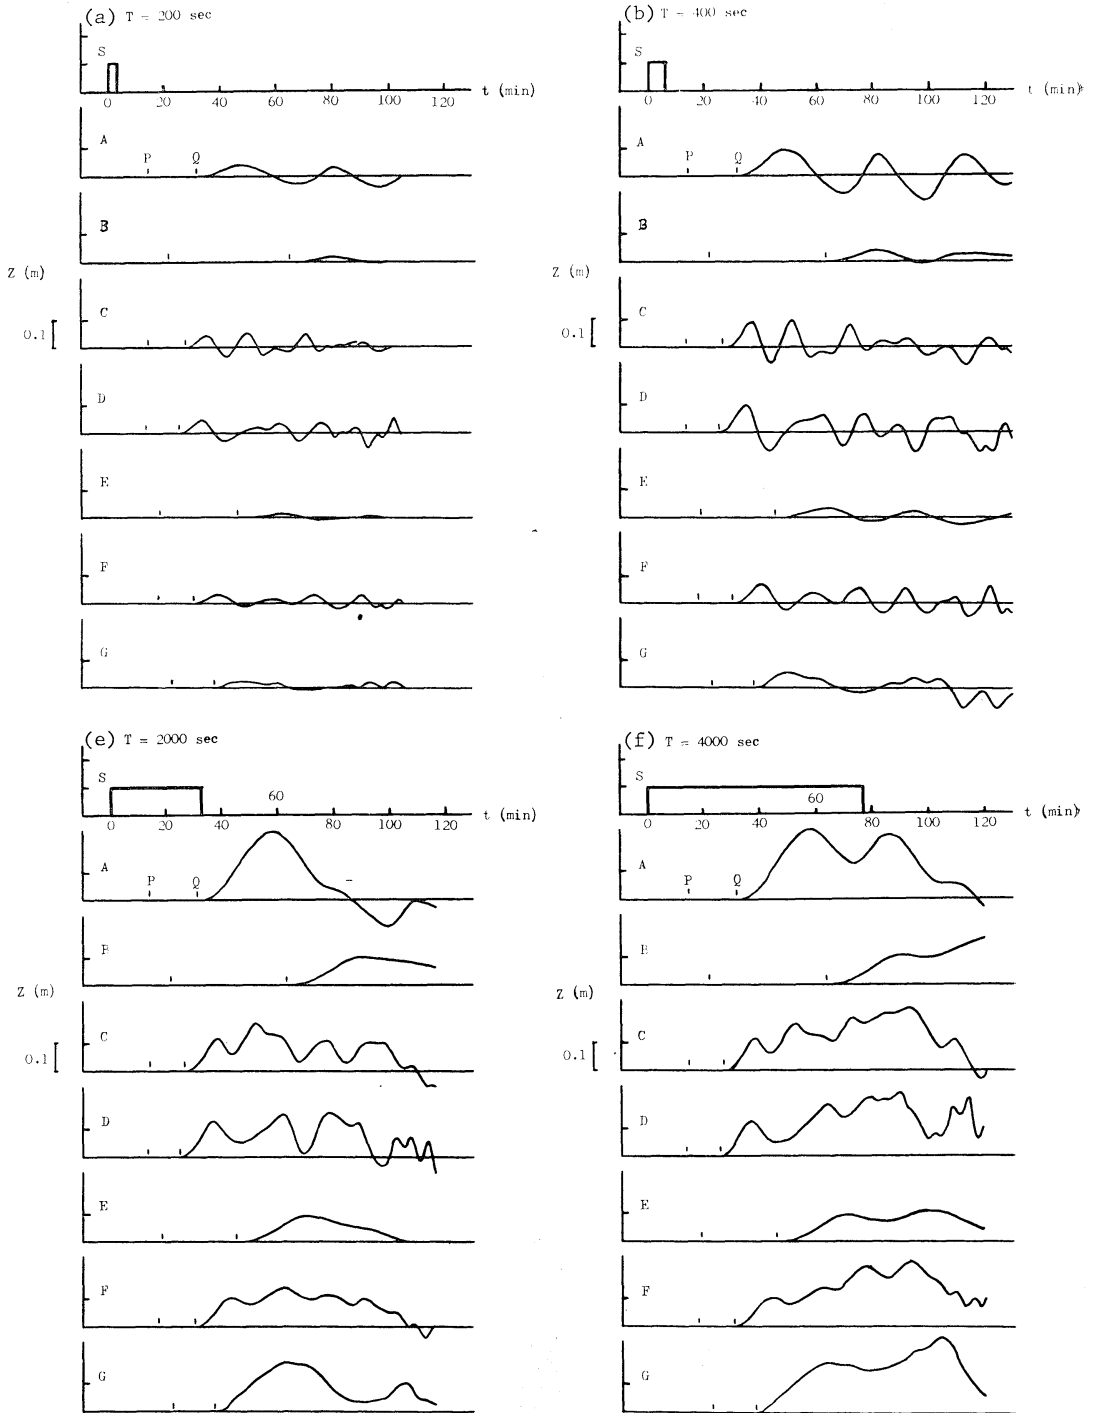 (a) T = 200 sec
S
0 20 40 60 80 100 120 t (min)
A
P Q
B
Z (m)
C
0.1
D
E
F
G
(b) T = 400 sec
S
0 20 40 60 80 100 120 t (min)
A
P Q
B
Z (m)
C
0.1
D
E
F
G
(e) T = 2000 sec
S
60
0 20 40 80 100 120 t (min)
A
P Q
B
Z (m)
C
0.1
D
E
F
G
(f) T = 4000 sec
S
60
0 20 40 80 100 120 t (min)
A
P Q
B
Z (m)
C
0.1
D
E
F
G